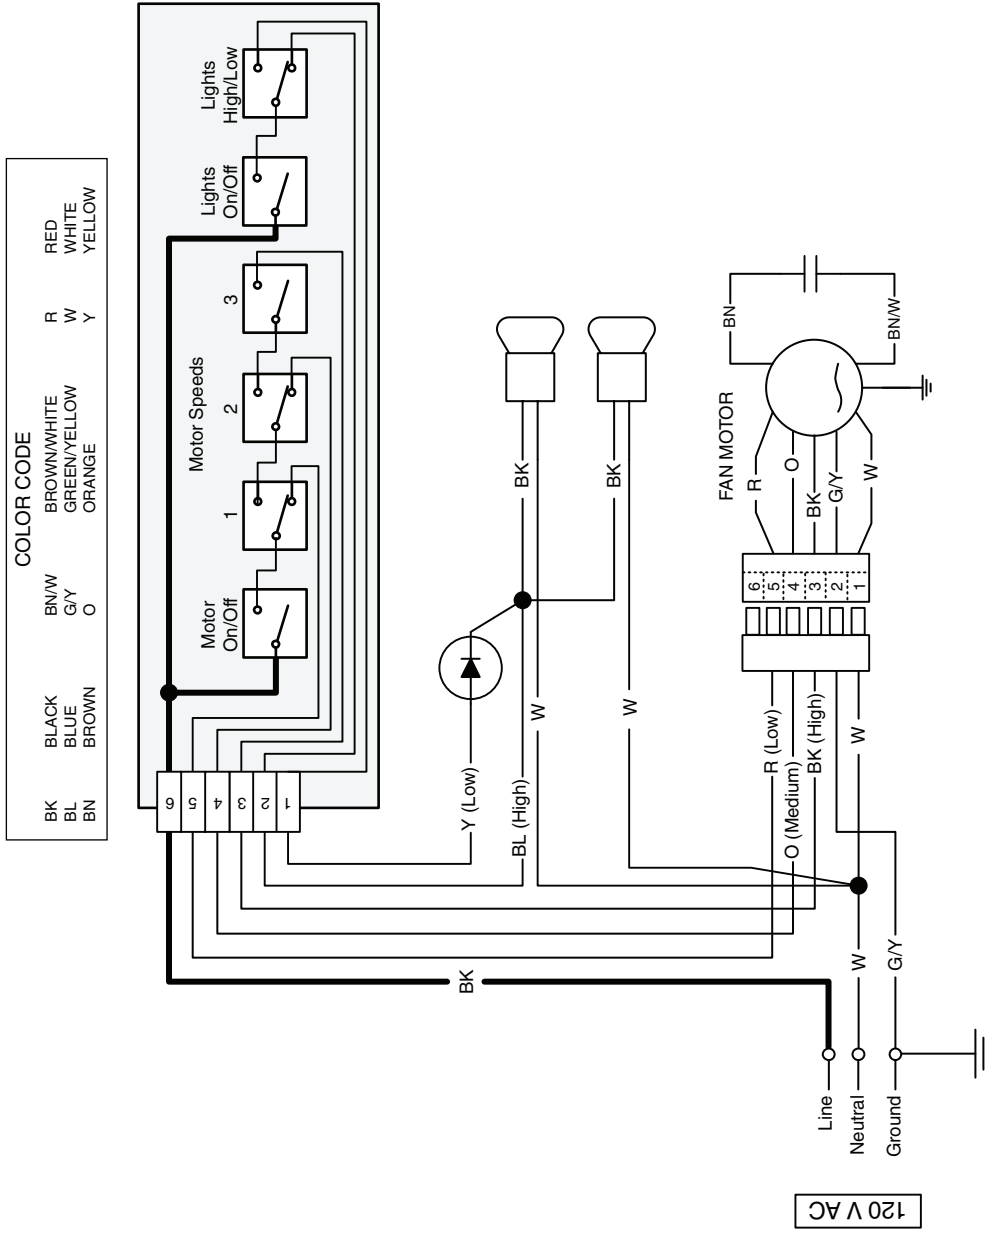 COLOR CODE
BK BLACK BN/W BROWN/WHITE R RED
BL BLUE G/Y GREEN/YELLOW W WHITE
BN BROWN O ORANGE Y YELLOW
Motor
On/Off
Motor Speeds
1
2
3
Lights
On/Off
Lights
High/Low
6
5
4
3
2
1
Y (Low)
BL (High)
W
W
BK
BK
BK
R (Low)
O (Medium)
BK (High)
W
6
5
4
3
2
1
R
O
BK
G/Y
W
FAN MOTOR
BN
BN/W
W
G/Y
Line
Neutral
Ground
120 V AC